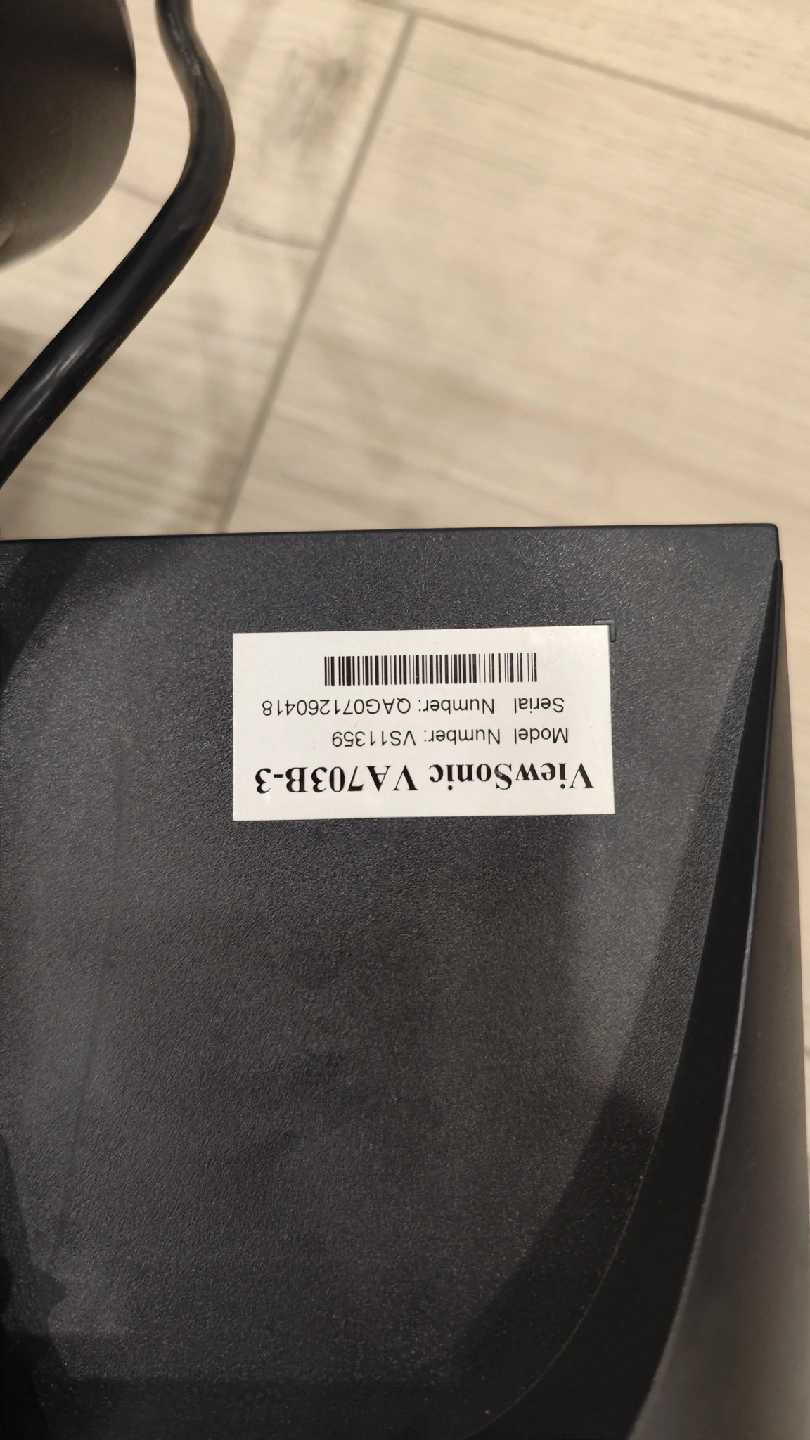 ViewSonic VA703B-3
Model Number: VS11359
Serial Number: QAG071260418